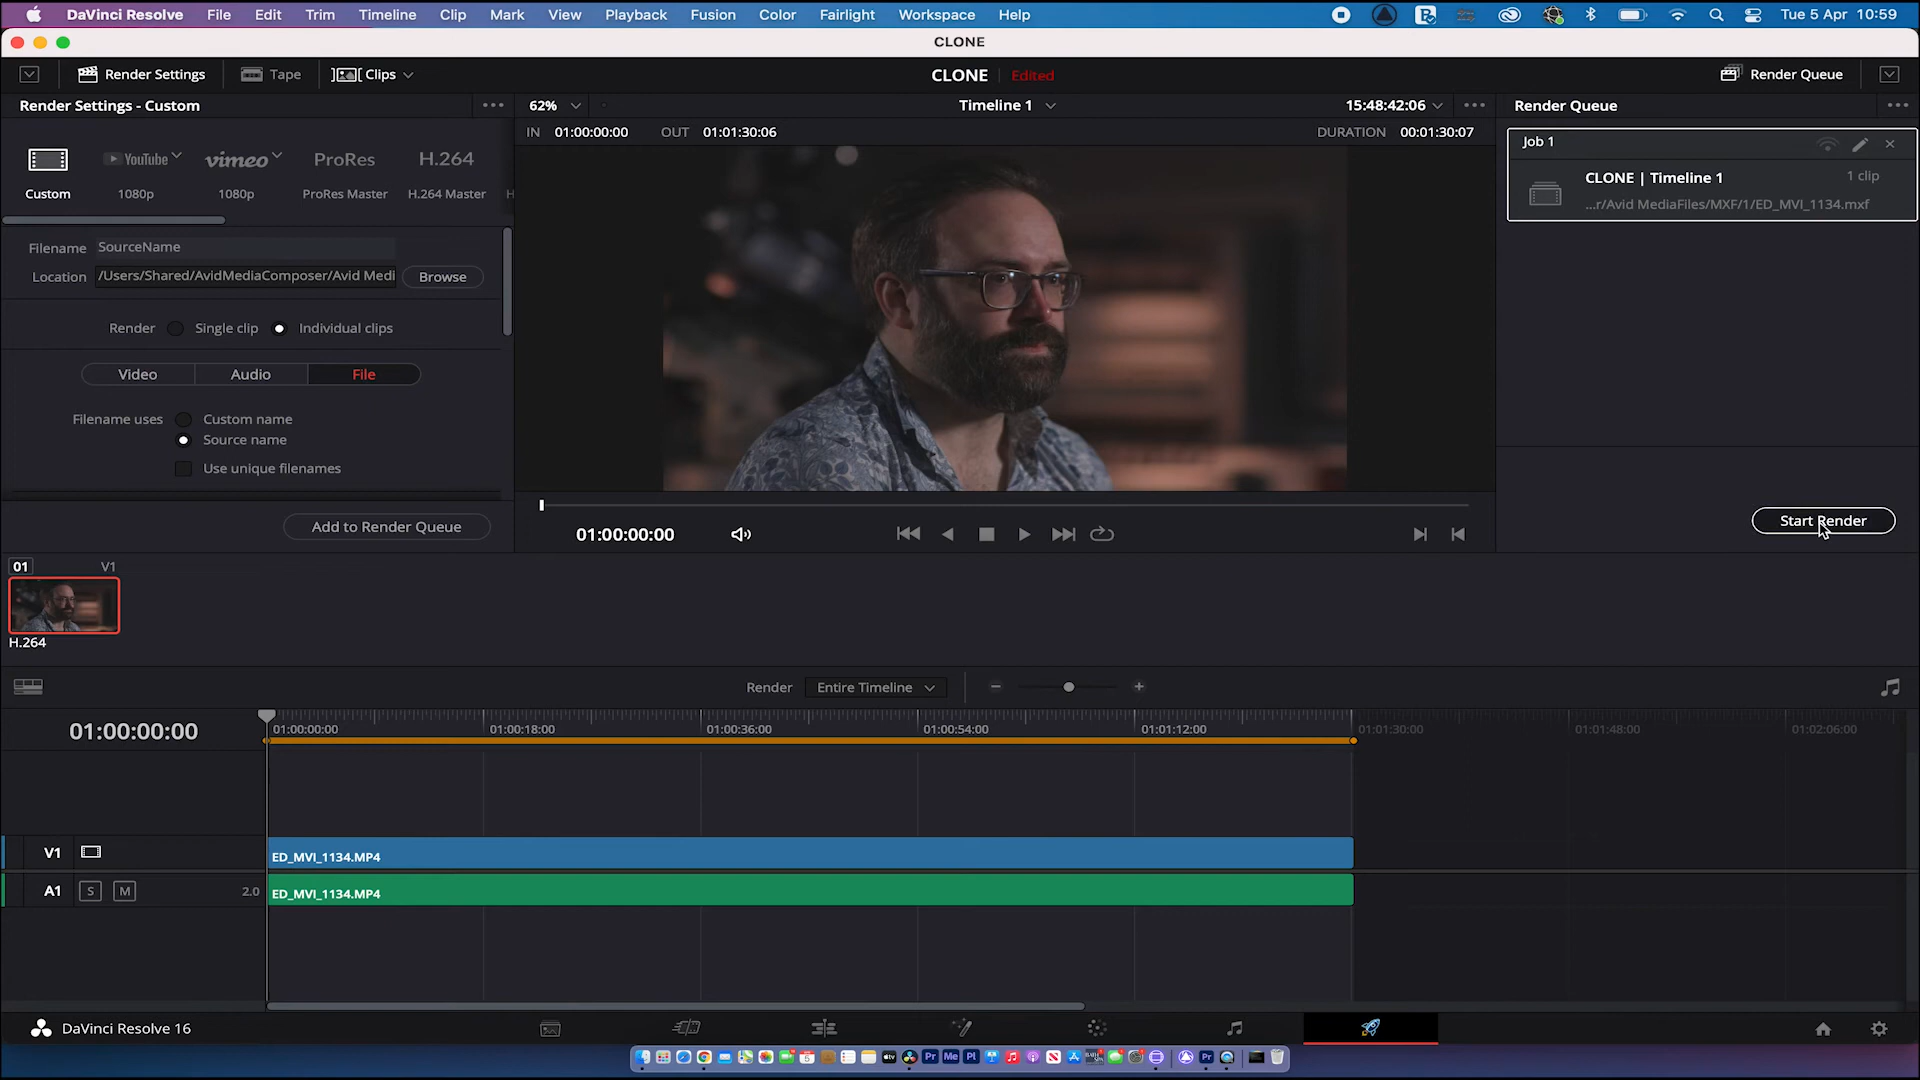 DaVinci Resolve File Edit Trim Timeline Clip Mark View Playback Fusion Color Fairlight Workspace Help Tue 5 Apr 10:59
CLONE
Render Settings Tape Clips CLONE Edited Render Queue
Render Settings - Custom 62% Timeline 1 15:48:42:06 Render Queue
IN 01:00:00:00 OUT 01:01:30:06 DURATION 00:01:30:07
Job 1
YouTube vimeo ProRes H.264
Custom 1080p 1080p ProRes Master H.264 Master H
CLONE | Timeline 1 1 clip
...r/Avid MediaFiles/MXF/1/ED_MVI_1134.mxf
Filename SourceName
Location /Users/Shared/AvidMediaComposer/Avid Medi Browse
Render Single clip Individual clips
Video Audio File
Filename uses Custom name
Source name
Use unique filenames
Add to Render Queue
01:00:00:00
Start Render
01 V1
H.264
Render Entire Timeline
01:00:00:00
01:00:00:00 01:00:18:00 01:00:36:00 01:00:54:00 01:01:12:00 01:01:30:00 01:01:48:00 01:02:06:00
V1 ED_MVI_1134.MP4
A1 S M 2.0 ED_MVI_1134.MP4
DaVinci Resolve 16
Pr Me Pl Pr